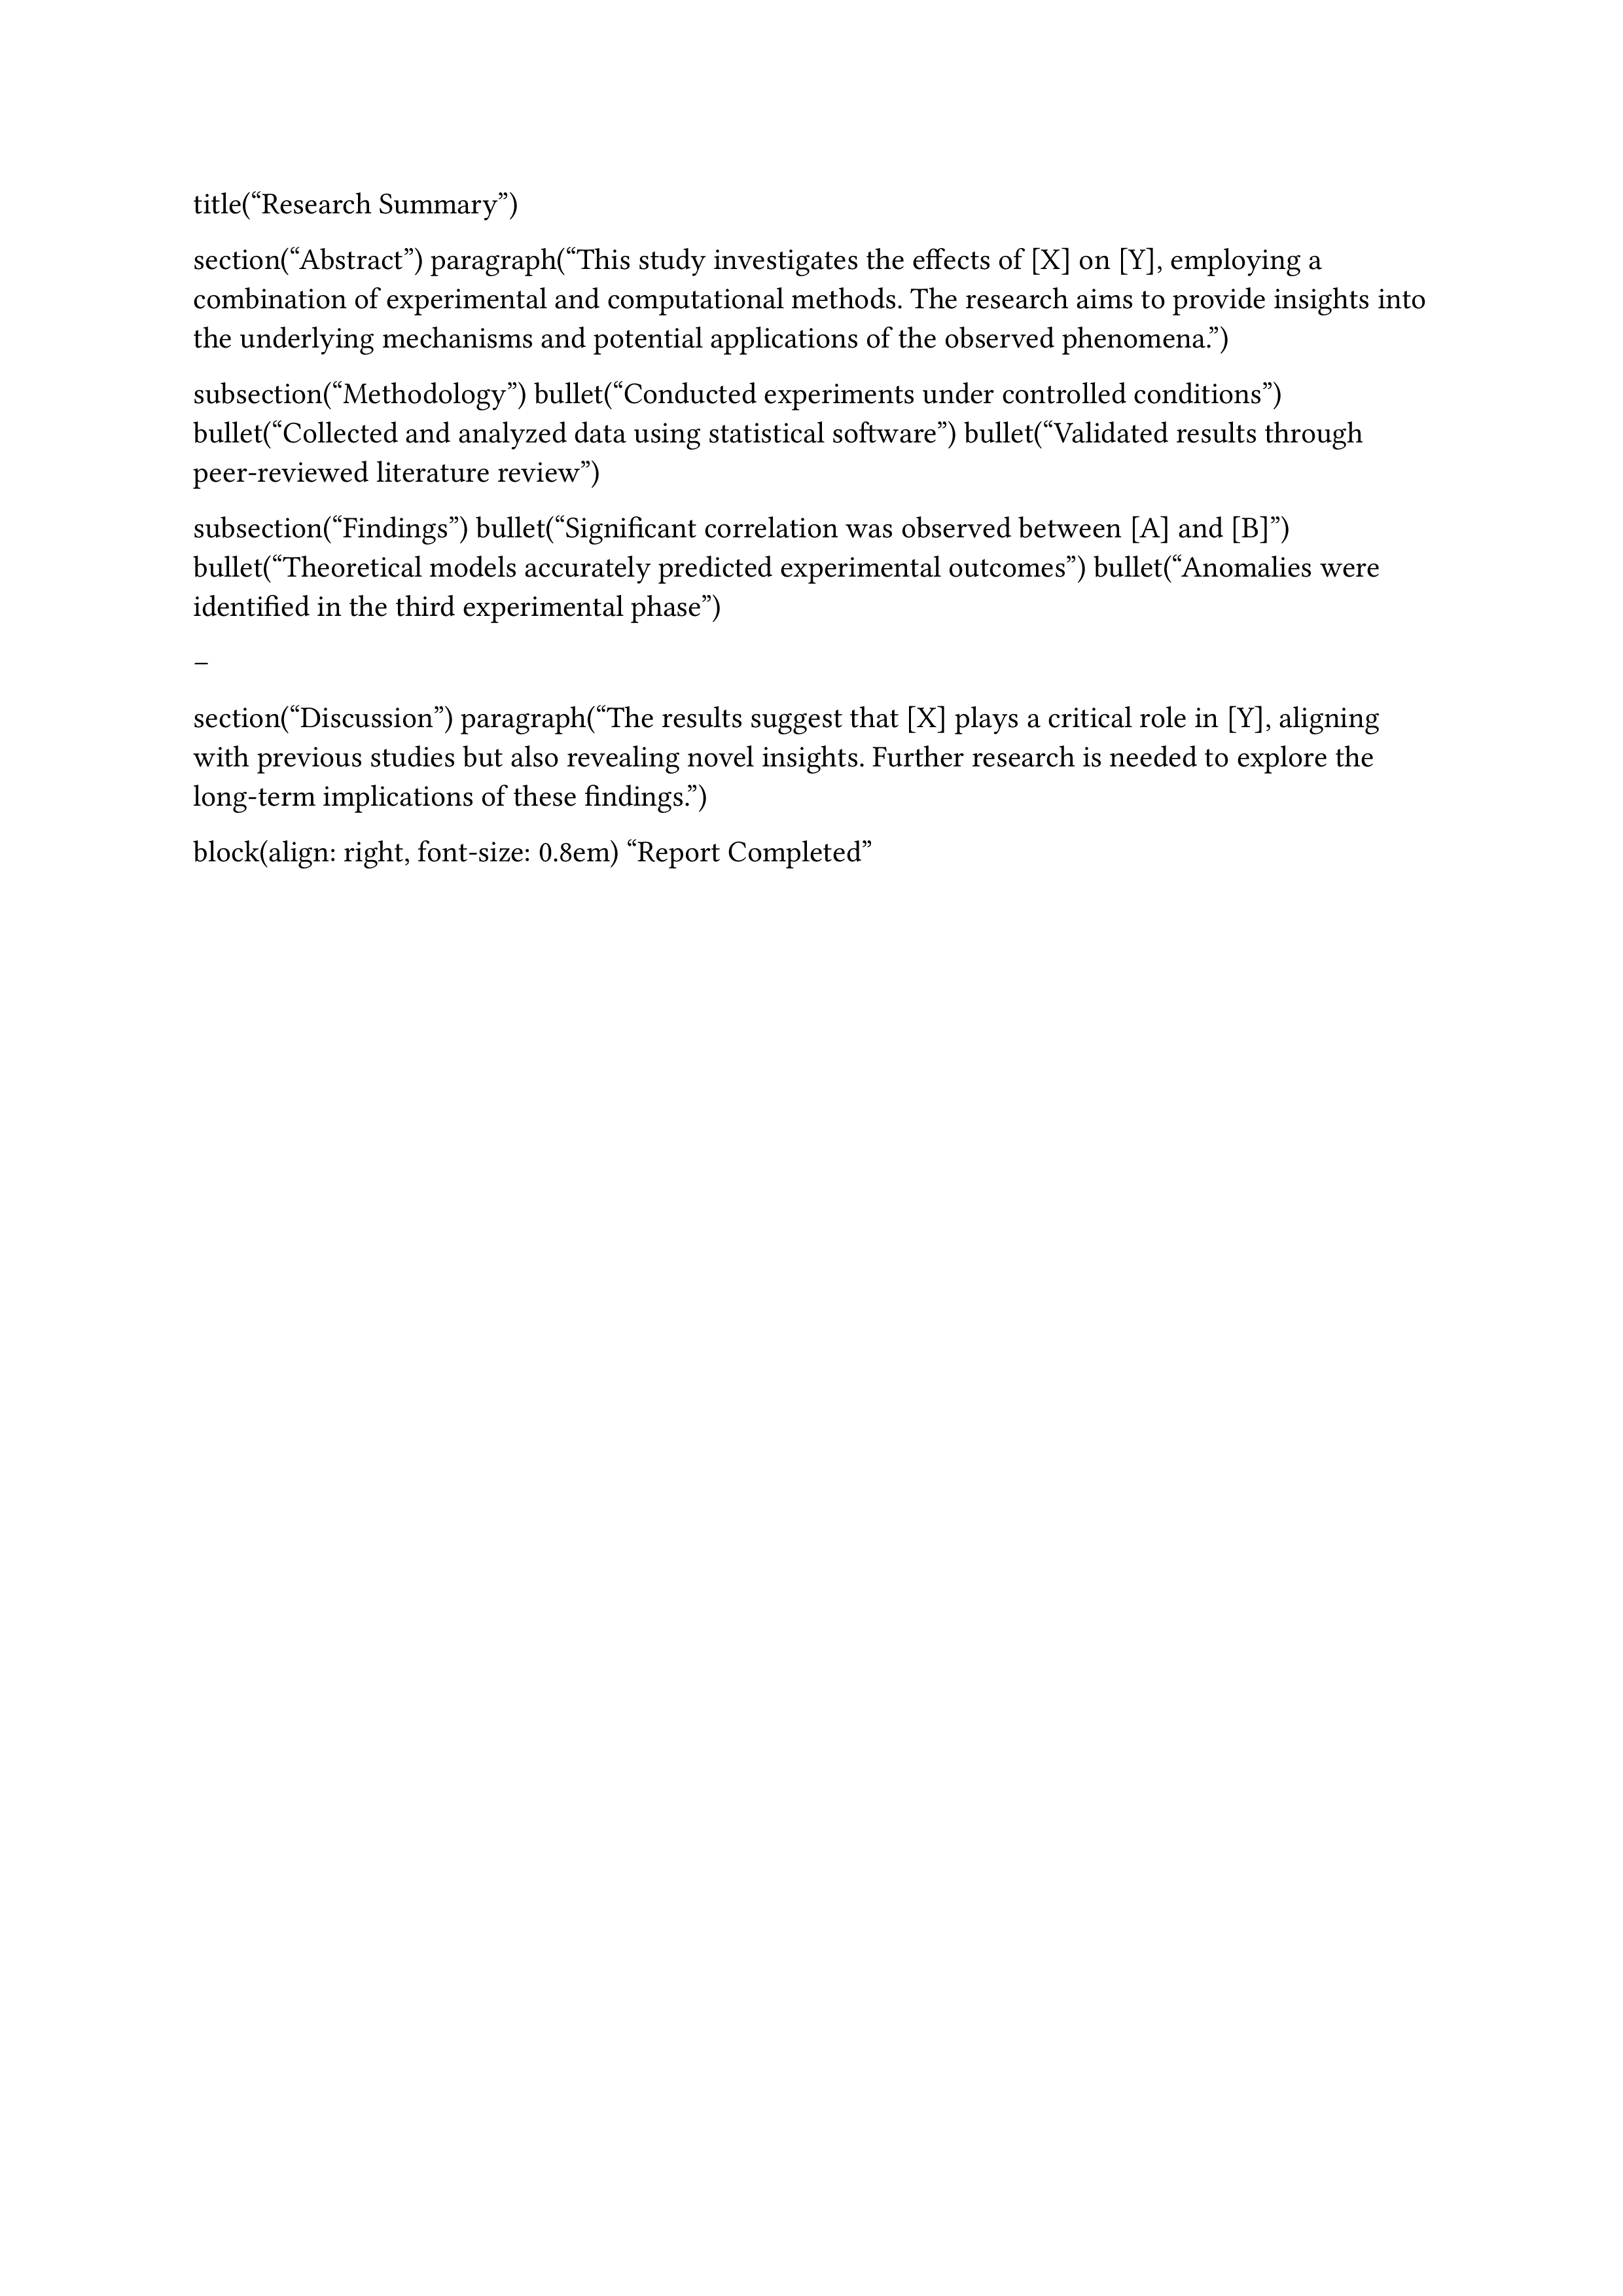 title(“Research Summary”)
section(“Abstract”) paragraph(“This study investigates the effects of [X] on [Y], employing a
combination of experimental and computational methods. The research aims to provide insights into
the underlying mechanisms and potential applications of the observed phenomena.”)
subsection(“Methodology”) bullet(“Conducted experiments under controlled conditions”)
bullet(“Collected and analyzed data using statistical software”) bullet(“Validated results through
peer-reviewed literature review”)
subsection(“Findings”) bullet(“Significant correlation was observed between [A] and [B]”)
bullet(“Theoretical models accurately predicted experimental outcomes”) bullet(“Anomalies were
identified in the third experimental phase”)
–
section(“Discussion”) paragraph(“The results suggest that [X] plays a critical role in [Y], aligning
with previous studies but also revealing novel insights. Further research is needed to explore the
long-term implications of these findings.”)
block(align: right, font-size: 0.8em) “Report Completed”